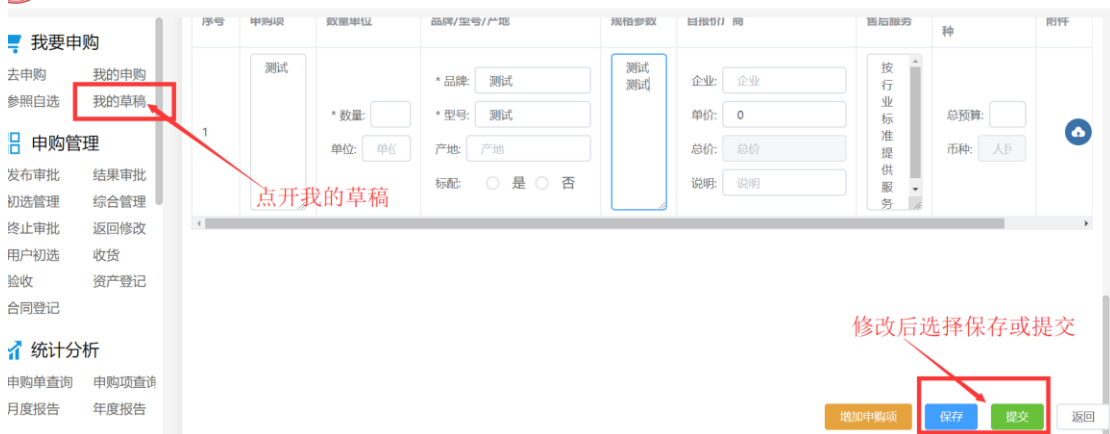 我要申购
去申购 我的申购
参照自选 我的草稿
申购管理
发布审批 结果审批
初选管理 综合管理
终止审批 返回修改
用户初选 收货
验收 资产登记
合同登记
统计分析
申购单查询 申购项查询
月度报告 年度报告
序号 申购项 数量单位 品牌/型号/产地 规格参数 自报价厂商 售后服务 种 附件
1
测试
* 数量:
单位: 单位
* 品牌: 测试
* 型号: 测试
产地: 产地
标配: 是 否
测试
测试
企业: 企业
单价: 0
总价: 总价
说明: 说明
按
行
业
标
准
提
供
服
务
总预算:
币种: 人民
点开我的草稿
修改后选择保存或提交
增加申购项 保存 提交 返回